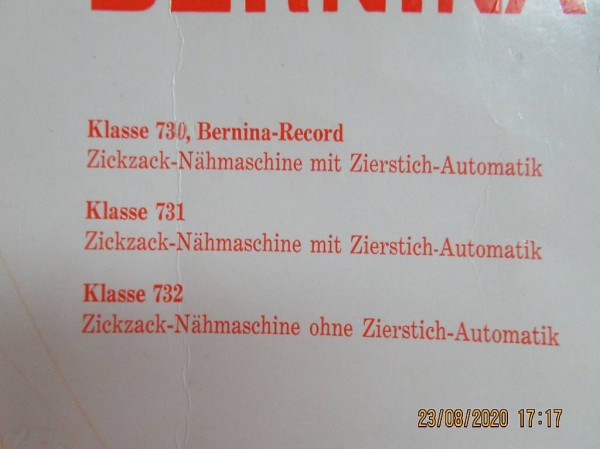 BERNINA
Klasse 730, Bernina-Record
Zickzack-Nähmaschine mit Zierstich-Automatik
Klasse 731
Zickzack-Nähmaschine mit Zierstich-Automatik
Klasse 732
Zickzack-Nähmaschine ohne Zierstich-Automatik
23/08/2020 17:17